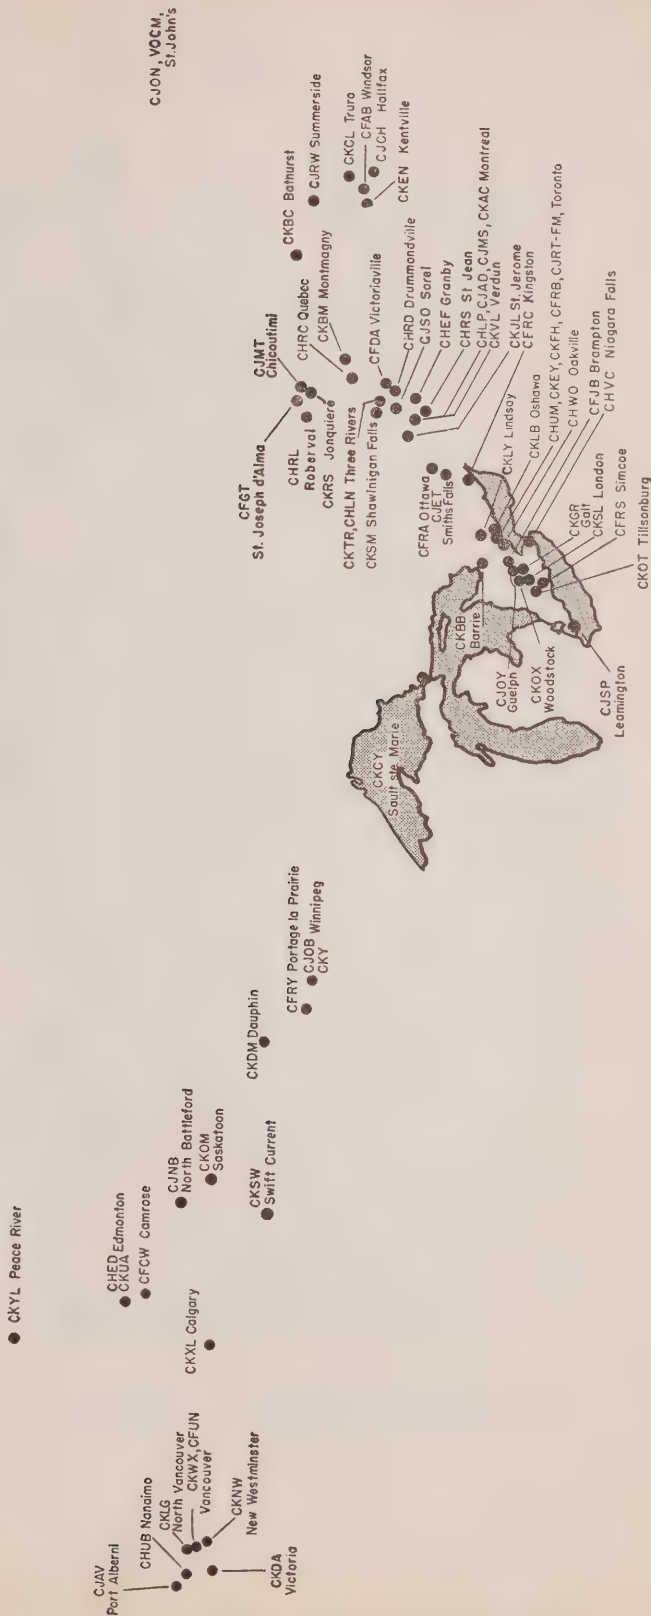 CJON, VOCM,
St. John's
CKBC Bathurst
CJRW Summerside
CKCL Truro
CFAB Windsor
CJCH Halifax
CKEN Kentville
CJMT
Chicoutimi
CHRC Quebec
CKBM Montmagny
CFGT
St. Joseph d'Alma
CHRL
Roberval
CKRS Jonquiere
CKTR, CHLN Three Rivers
CKSM Shawinigan Falls
CFDA Victoriaville
CHRD Drummondville
CJSO Sorel
CHEF Granby
CHRS St Jean
CHLP, CJAD, CJMS, CKAC Montreal
CKVL Verdun
CKJL St. Jerome
CFRC Kingston
CFRA Ottawa
CJET
Smiths Falls
CKLY Lindsay
CKLB Oshawa
CHUM, CKEY, CKFH, CFRB, CJRT-FM, Toronto
CHWO Oakville
CFJB Brampton
CHVC Niagara Falls
CKGR
Galt
CKSL London
CFRS Simcoe
CKOT Tillsonburg
CKBB
Barrie
CJOY
Guelph
CKOX
Woodstock
CJSP
Leamington
CKCY
Sault ste. Marie
CFRY Portage la Prairie
CJOB Winnipeg
CKY
CKDM Dauphin
CJNB
North Battleford
CKOM
Saskatoon
CKSW
Swift Current
CKYL Peace River
CHED Edmonton
CKUA
CFCW Camrose
CKXL Calgary
CJAV
Port Alberni
CHUB Nanaimo
CKLG
North Vancouver
CKWX, CFUN
Vancouver
CKNW
New Westminster
CKDA
Victoria